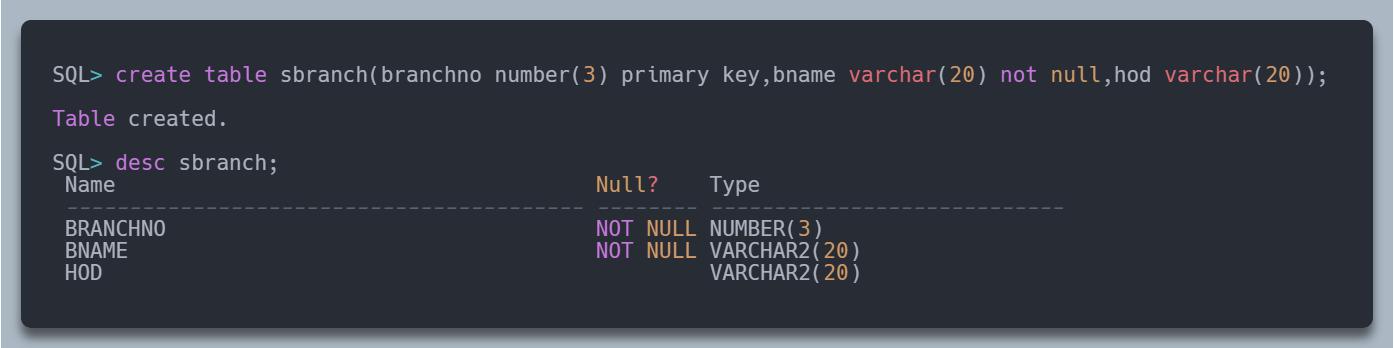 SQL> create table sbranch(branchno number(3) primary key,bname varchar(20) not null,hod varchar(20));
Table created.
SQL> desc sbranch;
 Name                                      Null?    Type
 ----------------------------------------- -------- ----------------------------
 BRANCHNO                                  NOT NULL NUMBER(3)
 BNAME                                     NOT NULL VARCHAR2(20)
 HOD                                                VARCHAR2(20)